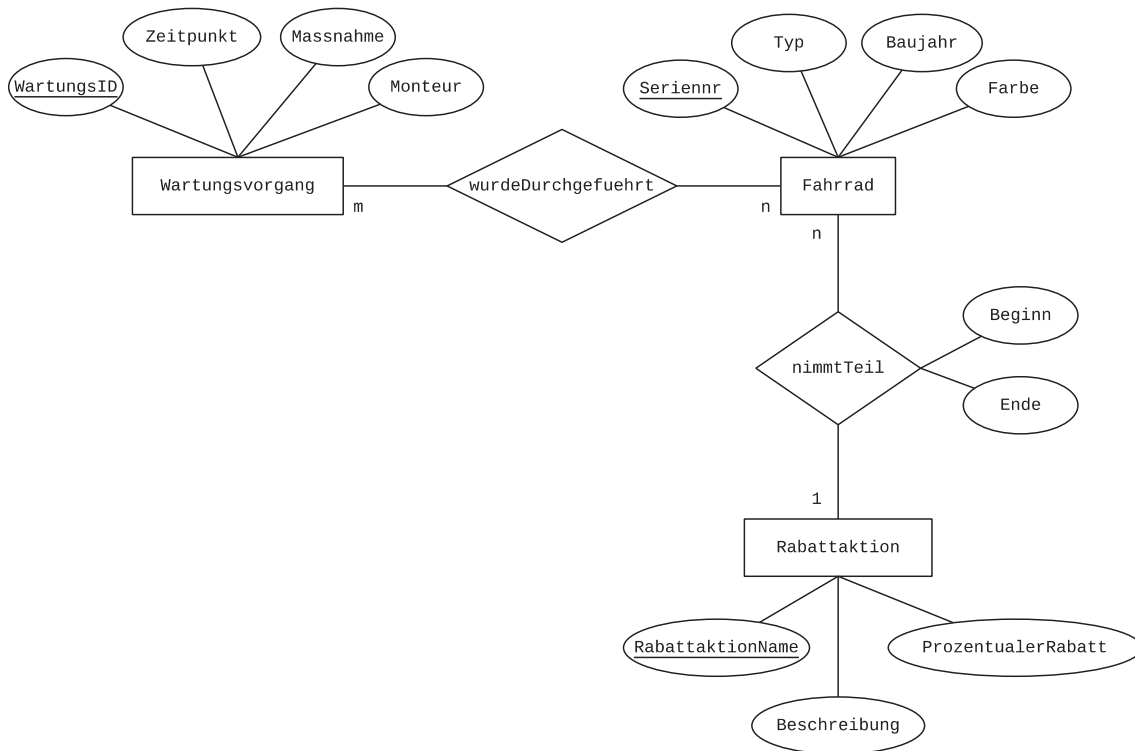 Zeitpunkt
Massnahme
WartungsID
Monteur
Typ
Baujahr
Seriennr
Farbe
Wartungsvorgang
m
wurdeDurchgefuehrt
n
Fahrrad
n
nimmtTeil
Beginn
Ende
1
Rabattaktion
RabattaktionName
ProzentualerRabatt
Beschreibung